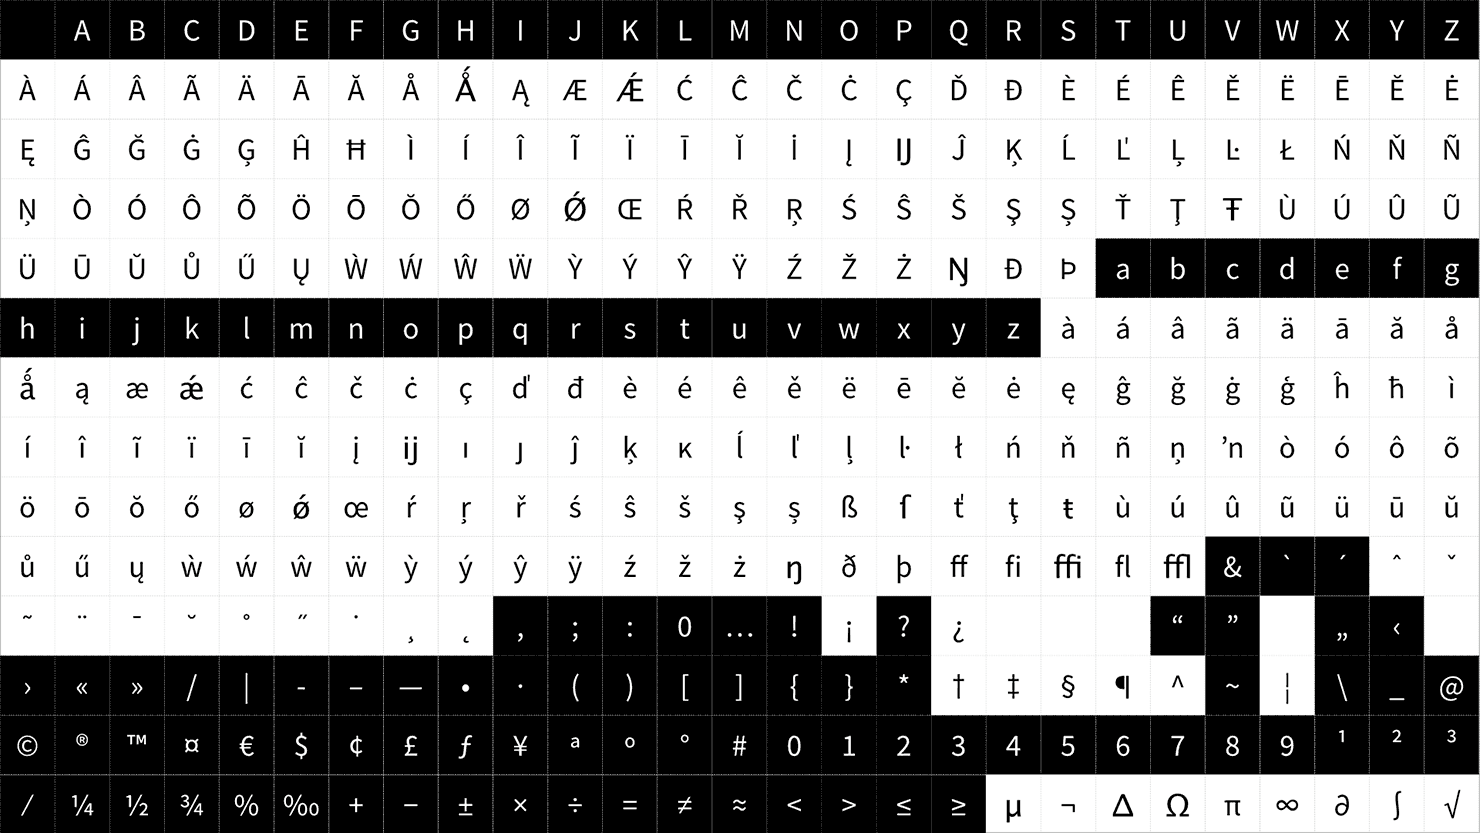 A B C D E F G H I J K L M N O P Q R S T U V W X Y Z
À Á Â Ã Ä Ā Ă Å Ǻ Ą Æ Ǽ Ć Ĉ Č Ċ Ç Ď Đ È É Ê Ě Ë Ē Ĕ Ė
Ę Ĝ Ğ Ġ Ģ Ĥ Ħ Ì Í Î Ĩ Ï Ī Ĭ İ Į Ĳ Ĵ Ķ Ĺ Ľ Ļ Ŀ Ł Ń Ň Ñ
Ņ Ò Ó Ô Õ Ö Ō Ŏ Ő Ø Ǿ Œ Ŕ Ř Ŗ Ś Ŝ Š Ş Ș Ť Ţ Ŧ Ù Ú Û Ũ
Ü Ū Ŭ Ů Ű Ų Ẁ Ẃ Ŵ Ẅ Ỳ Ý Ŷ Ÿ Ź Ž Ż Ŋ Ð Þ a b c d e f g
h i j k l m n o p q r s t u v w x y z à á â ã ä ā ă å
ǻ ą æ ǽ ć ĉ č ċ ç ď đ è é ê ě ë ē ĕ ė ę ĝ ğ ġ ģ ĥ ħ ì
í î ĩ ï ī ĭ į ĳ ı ȷ ĵ ķ ĸ ĺ ľ ļ ŀ ł ń ň ñ ņ ŉ ò ó ô õ
ö ō ŏ ő ø ǿ œ ŕ ŗ ř ś ŝ š ş ș ß ſ ť ţ ŧ ù ú û ũ ü ū ŭ
ů ű ų ẁ ẃ ŵ ẅ ỳ ý ŷ ÿ ź ž ż ŋ ð þ ff fi ffi fl ffl & ` ´ ˆ ˇ
˜ ¨ ¯ ˘ ˚ ˝ ˙ ¸ ˛ , ; : 0 … ! ¡ ? ¿ “ ” „ ‹
› « » / | - – — • · ( ) [ ] { } * † ‡ § ¶ ^ ~ ¦ \ _ @
© ® ™ ¤ € $ ¢ £ ƒ ¥ ª º ° # 0 1 2 3 4 5 6 7 8 9 ¹ ² ³
⁄ ¼ ½ ¾ % ‰ + − ± × ÷ = ≠ ≈ < > ≤ ≥ µ ¬ ∆ Ω π ∞ ∂ ∫ √